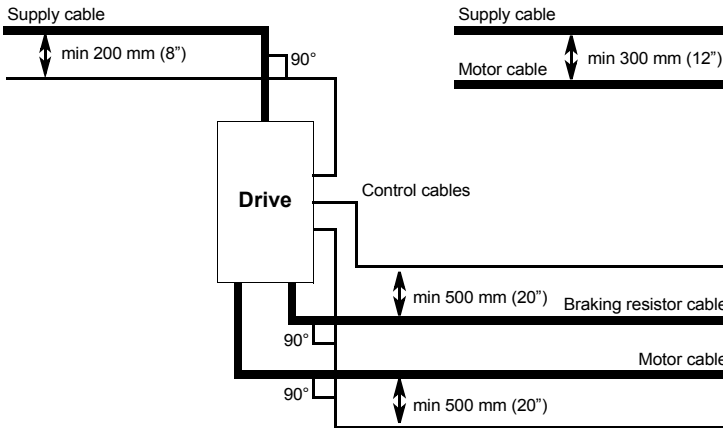 Supply cable
min 200 mm (8”)
90°
Supply cable
min 300 mm (12”)
Motor cable
Drive
Control cables
min 500 mm (20”)
Braking resistor cable
90°
Motor cable
90°
min 500 mm (20”)